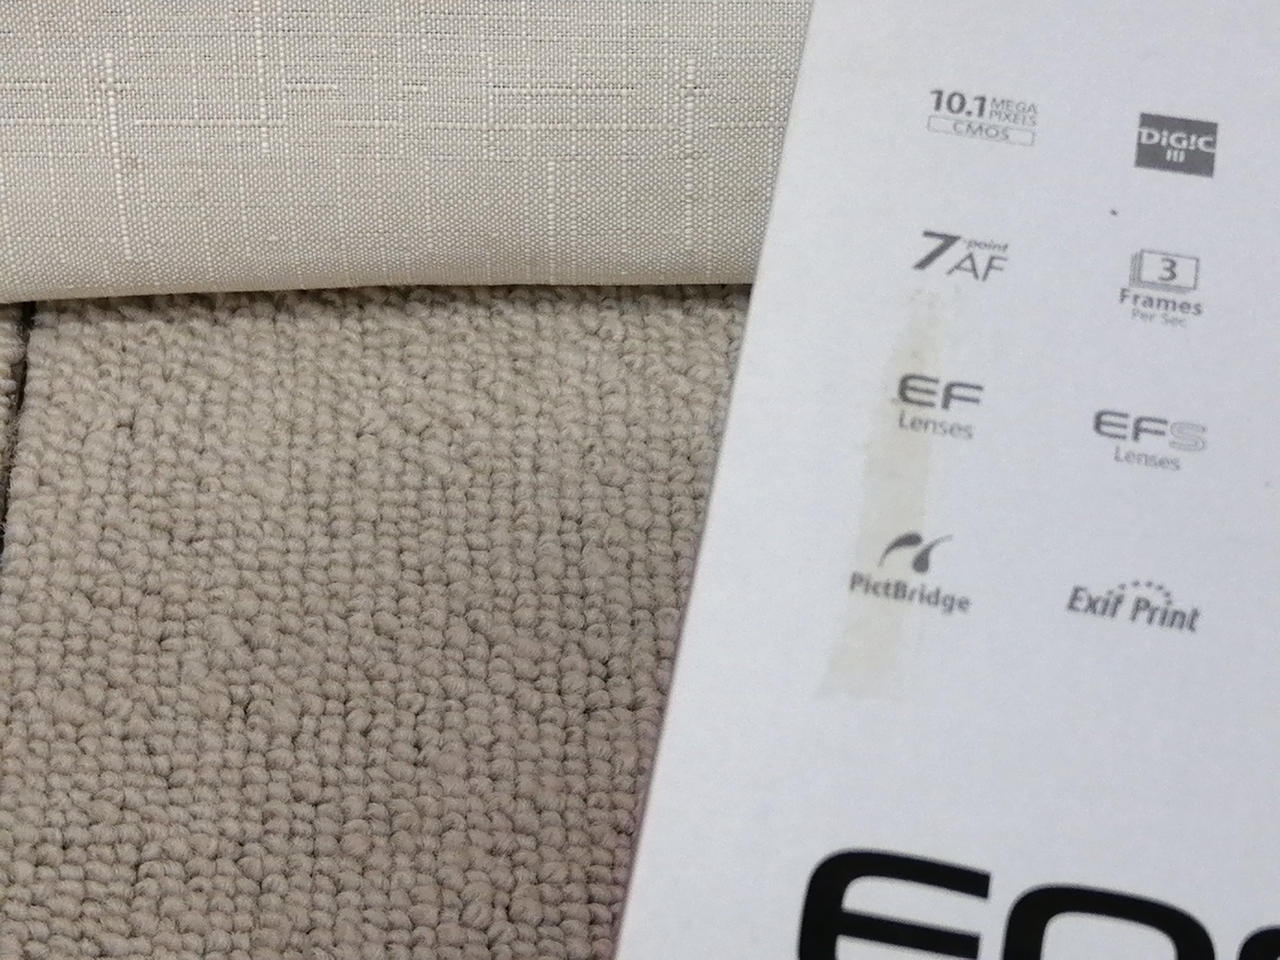 10.1 MEGA PIXELS
CMOS
DiG!C
III
7-point
AF
3
Frames
Per Sec
EF
Lenses
EFS
Lenses
PictBridge
Exif Print
EOS